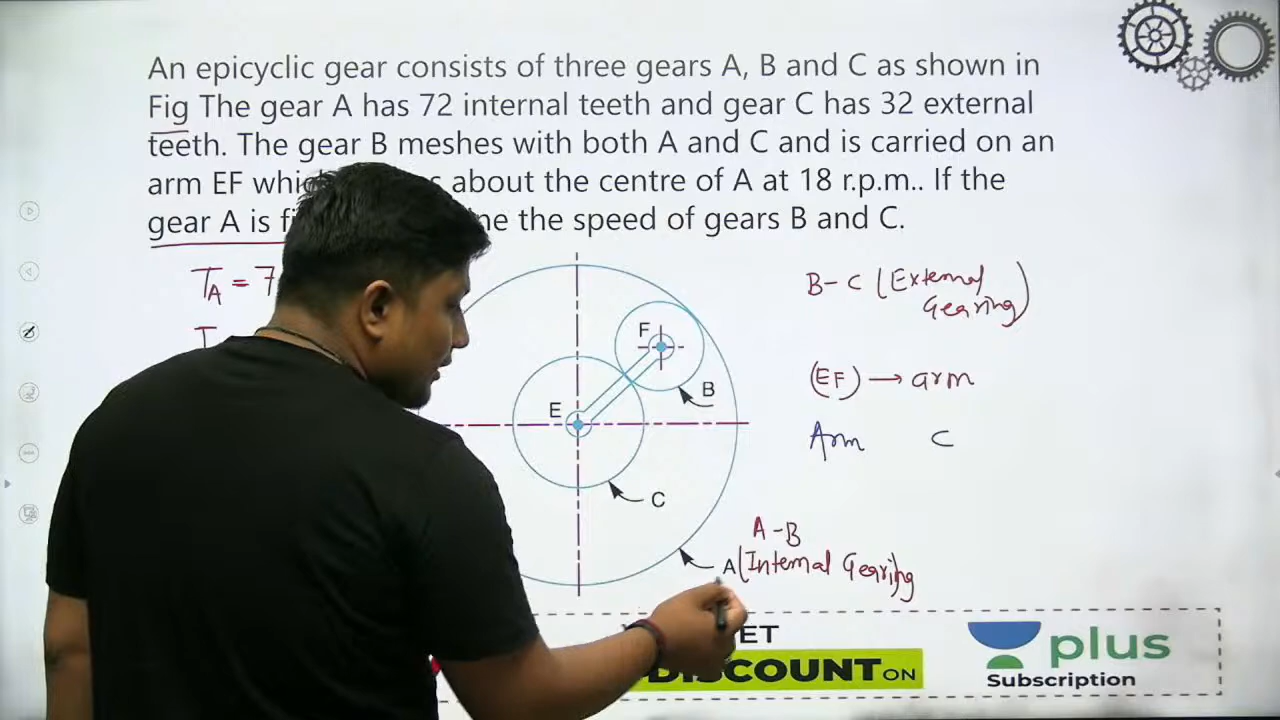 An epicyclic gear consists of three gears A, B and C as shown in
Fig The gear A has 72 internal teeth and gear C has 32 external
teeth. The gear B meshes with both A and C and is carried on an
arm EF about the centre of A at 18 r.p.m.. If the
gear A is the speed of gears B and C.
T_A = 7
B - C (External
Gearing)
F
(EF) → arm
B
E
Arm C
C
A - B
A (Internal Gearing)
ET
DISCOUNT ON
plus
Subscription